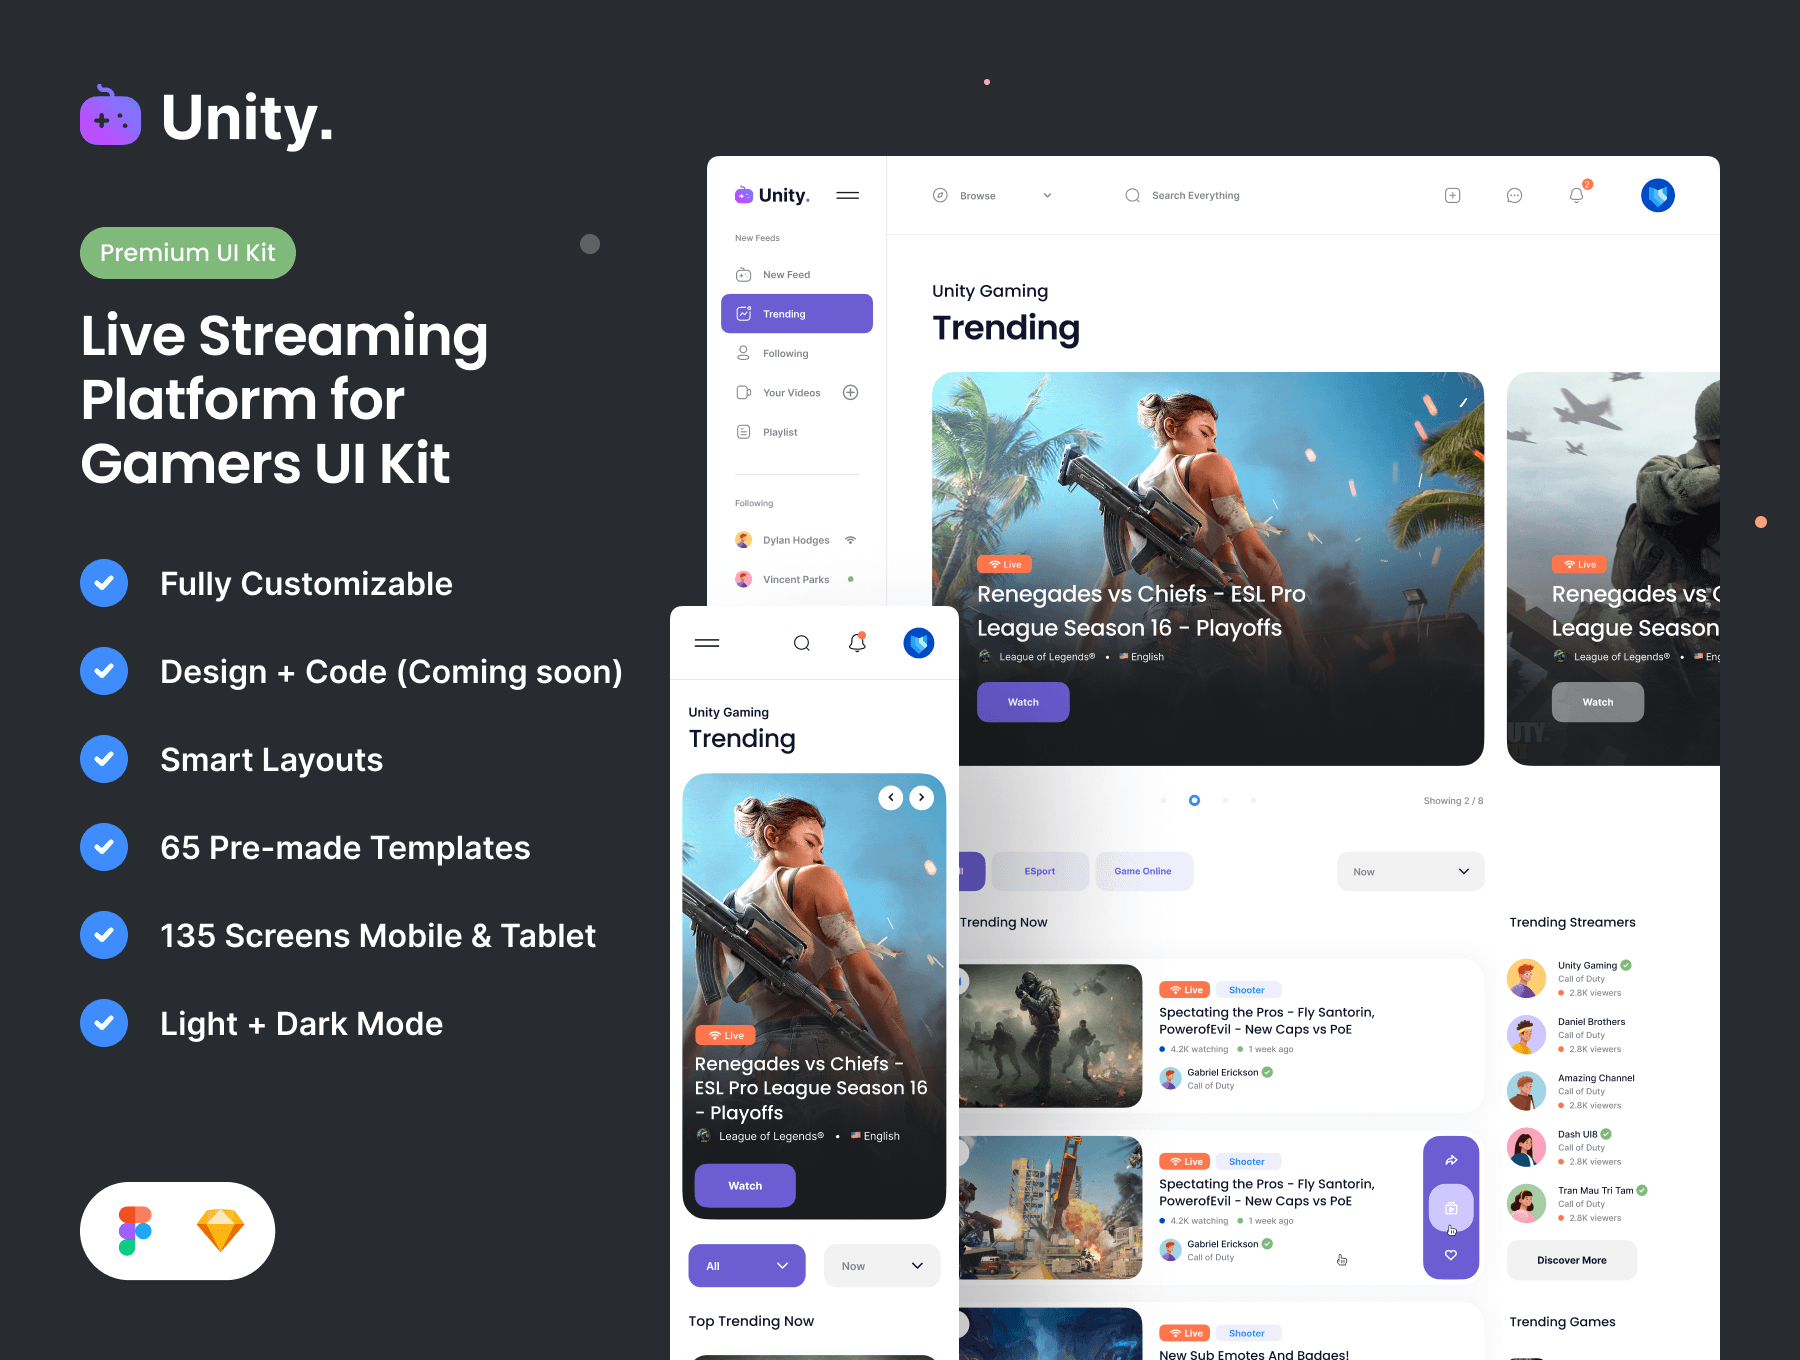 Unity.
Premium UI Kit
Live Streaming
Platform for
Gamers UI Kit
Fully Customizable
Design + Code (Coming soon)
Smart Layouts
65 Pre-made Templates
135 Screens Mobile & Tablet
Light + Dark Mode
Unity.
Browse
Search Everything
2
New Feeds
New Feed
Trending
Following
Your Videos
Playlist
Following
Dylan Hodges
Vincent Parks
Unity Gaming
Trending
Live
Renegades vs Chiefs - ESL Pro
League Season 16 - Playoffs
League of Legends® • English
Watch
Live
Renegades vs C
League Season
League of Legends® • Eng
Watch
Showing 2 / 8
ESport
Game Online
Now
Trending Now
Live Shooter
Spectating the Pros - Fly Santorin,
PowerofEvil - New Caps vs PoE
4.2K watching 1 week ago
Gabriel Erickson
Call of Duty
Live Shooter
Spectating the Pros - Fly Santorin,
PowerofEvil - New Caps vs PoE
4.2K watching 1 week ago
Gabriel Erickson
Call of Duty
Live Shooter
New Sub Emotes And Badges!
Trending Streamers
Unity Gaming
Call of Duty
2.8K viewers
Daniel Brothers
Call of Duty
2.8K viewers
Amazing Channel
Call of Duty
2.8K viewers
Dash UI8
Call of Duty
2.8K viewers
Tran Mau Tri Tam
Call of Duty
2.8K viewers
Discover More
Trending Games
Unity Gaming
Trending
Live
Renegades vs Chiefs -
ESL Pro League Season 16
- Playoffs
League of Legends® • English
Watch
All
Now
Top Trending Now